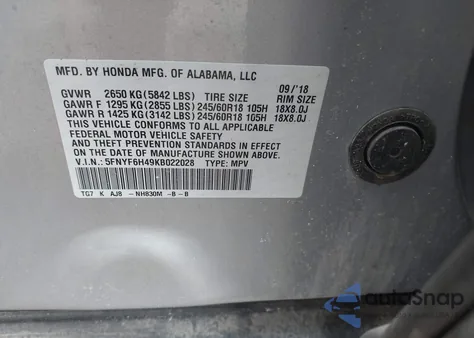 MFD. BY HONDA MFG. OF ALABAMA, LLC 09/'18
GVWR 2650 KG(5842 LBS) TIRE SIZE RIM SIZE
GAWR F 1295 KG(2855 LBS) 245/60R18 105H 18X8.0J
GAWR R 1425 KG(3142 LBS) 245/60R18 105H 18X8.0J
THIS VEHICLE CONFORMS TO ALL APPLICABLE
FEDERAL MOTOR VEHICLE SAFETY
AND THEFT PREVENTION STANDARDS IN EFFECT ON
THE DATE OF MANUFACTURE SHOWN ABOVE.
V.I.N.: 5FNYF6H49KB022028 TYPE: MPV
TG7 K AJ8 -NH830M -B -B
autoSnap